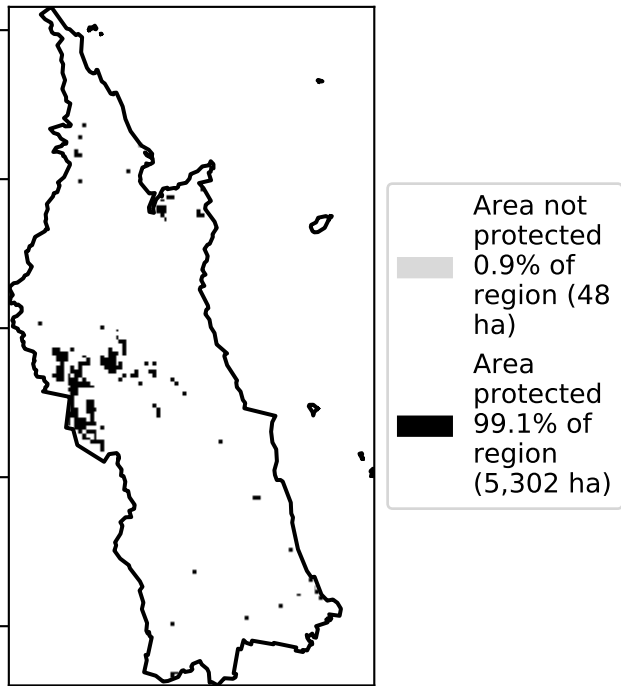 Area not
protected
0.9% of
region (48
ha)
Area
protected
99.1% of
region
(5,302 ha)